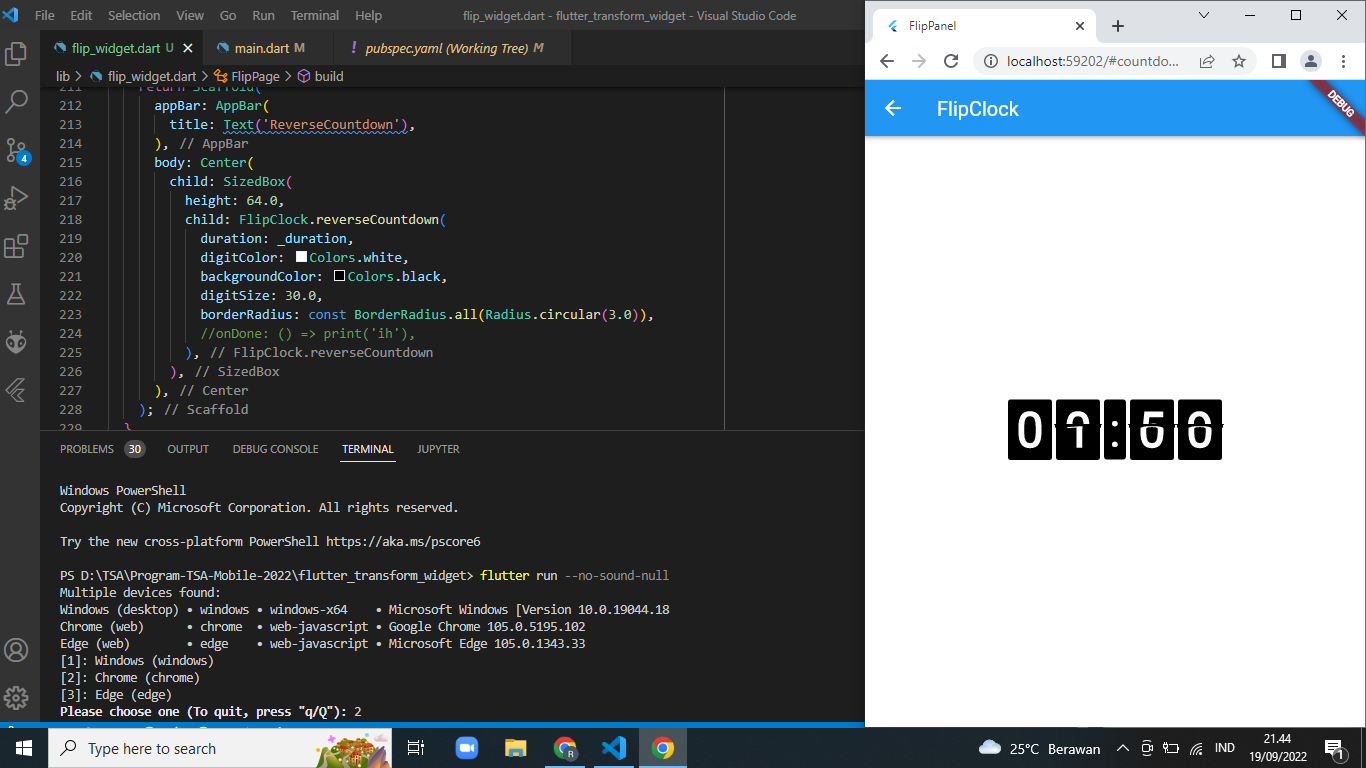 File Edit Selection View Go Run Terminal Help flip_widget.dart - flutter_transform_widget - Visual Studio Code
flip_widget.dart U main.dart M ! pubspec.yaml (Working Tree) M
lib > flip_widget.dart > FlipPage > build
211 return Scaffold(
212 appBar: AppBar(
213 title: Text('ReverseCountdown'),
214 ), // AppBar
215 body: Center(
216 child: SizedBox(
217 height: 64.0,
218 child: FlipClock.reverseCountdown(
219 duration: _duration,
220 digitColor: Colors.white,
221 backgroundColor: Colors.black,
222 digitSize: 30.0,
223 borderRadius: const BorderRadius.all(Radius.circular(3.0)),
224 //onDone: () => print('ih'),
225 ), // FlipClock.reverseCountdown
226 ), // SizedBox
227 ), // Center
228 ); // Scaffold
229 }
4
PROBLEMS 30 OUTPUT DEBUG CONSOLE TERMINAL JUPYTER
Windows PowerShell
Copyright (C) Microsoft Corporation. All rights reserved.
Try the new cross-platform PowerShell https://aka.ms/pscore6
PS D:\TSA\Program-TSA-Mobile-2022\flutter_transform_widget> flutter run --no-sound-null
Multiple devices found:
Windows (desktop) • windows • windows-x64 • Microsoft Windows [Version 10.0.19044.18
Chrome (web) • chrome • web-javascript • Google Chrome 105.0.5195.102
Edge (web) • edge • web-javascript • Microsoft Edge 105.0.1343.33
[1]: Windows (windows)
[2]: Chrome (chrome)
[3]: Edge (edge)
Please choose one (To quit, press "q/Q"): 2
FlipPanel
localhost:59202/#countdo...
FlipClock
DEBUG
Type here to search
R
25°C Berawan
IND
21.44
19/09/2022
1